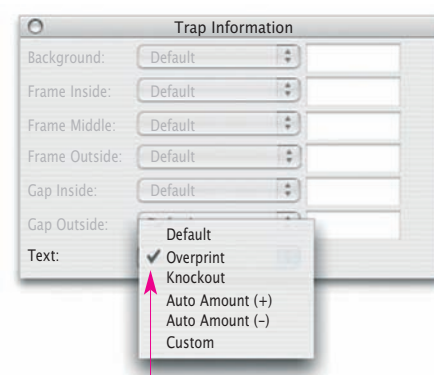 Trap Information
Background: Default
Frame Inside: Default
Frame Middle: Default
Frame Outside: Default
Gap Inside: Default
Gap Outside:
Text:
Default
✓ Overprint
Knockout
Auto Amount (+)
Auto Amount (–)
Custom